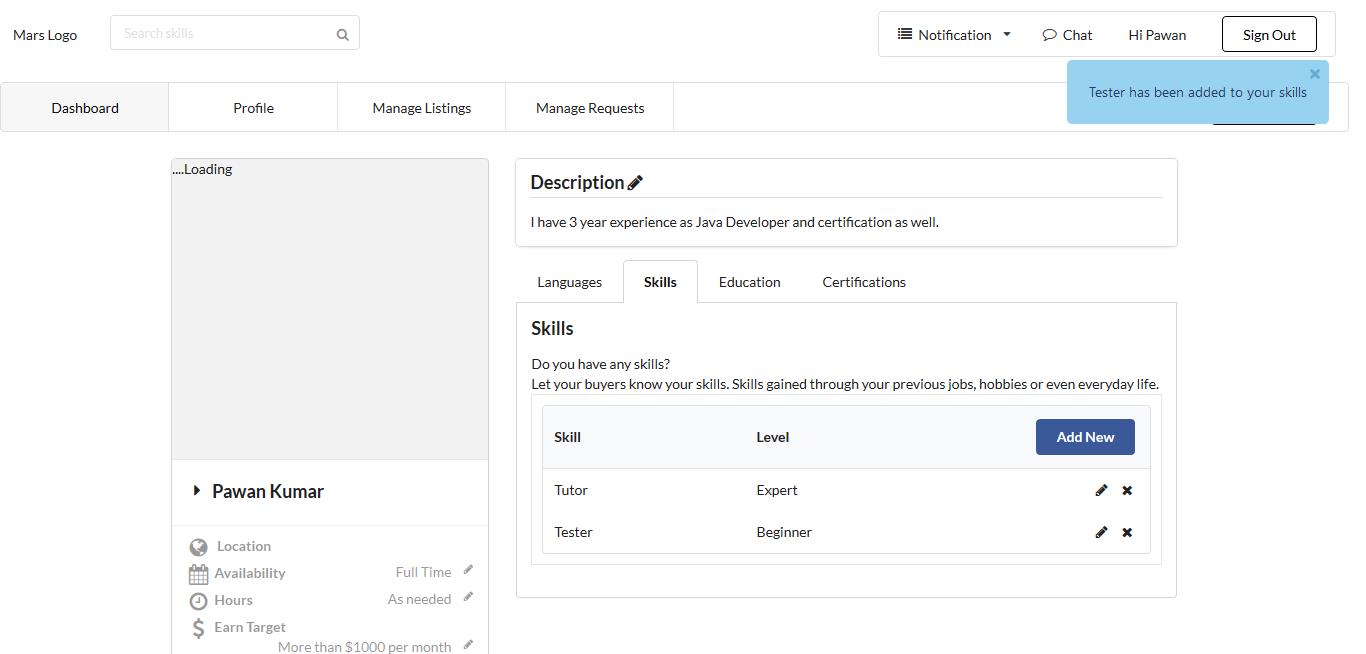 Mars Logo
Search skills
Notification
Chat
Hi Pawan
Sign Out
Tester has been added to your skills
Dashboard
Profile
Manage Listings
Manage Requests
....Loading
Description
I have 3 year experience as Java Developer and certification as well.
Languages
Skills
Education
Certifications
Skills
Do you have any skills?
Let your buyers know your skills. Skills gained through your previous jobs, hobbies or even everyday life.
Skill Level Add New
Tutor Expert
Tester Beginner
Pawan Kumar
Location
Availability Full Time
Hours As needed
Earn Target
More than $1000 per month